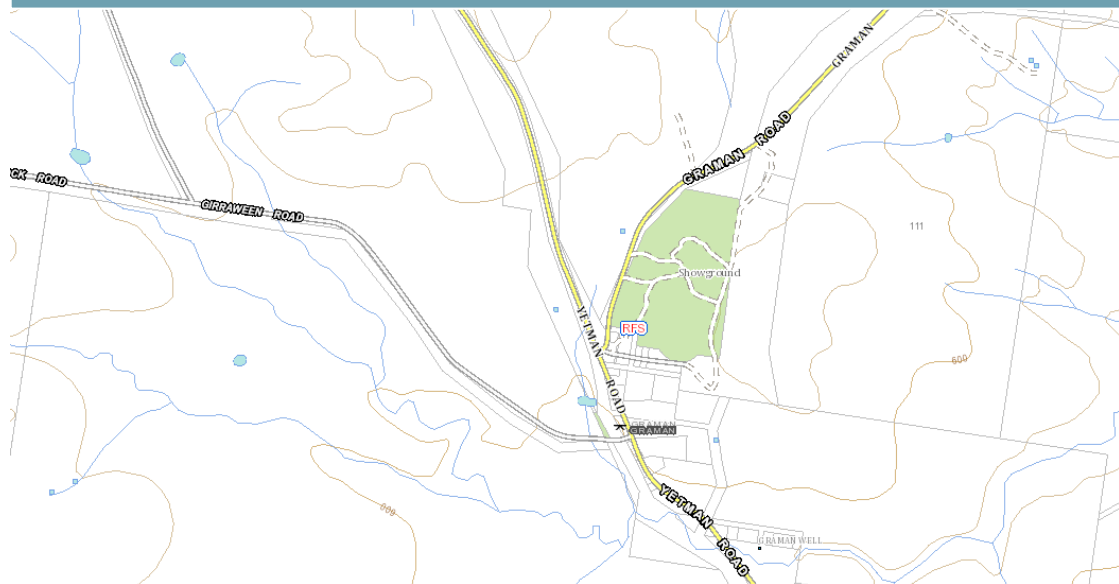 GRAMAN
GRAMAN ROAD
CK ROAD
GIRRAWEEN ROAD
111
Showground
YETMAN ROAD
RFS
600
GRAMAN
GRAMAN
YETMAN ROAD
600
GRAMAN WELL